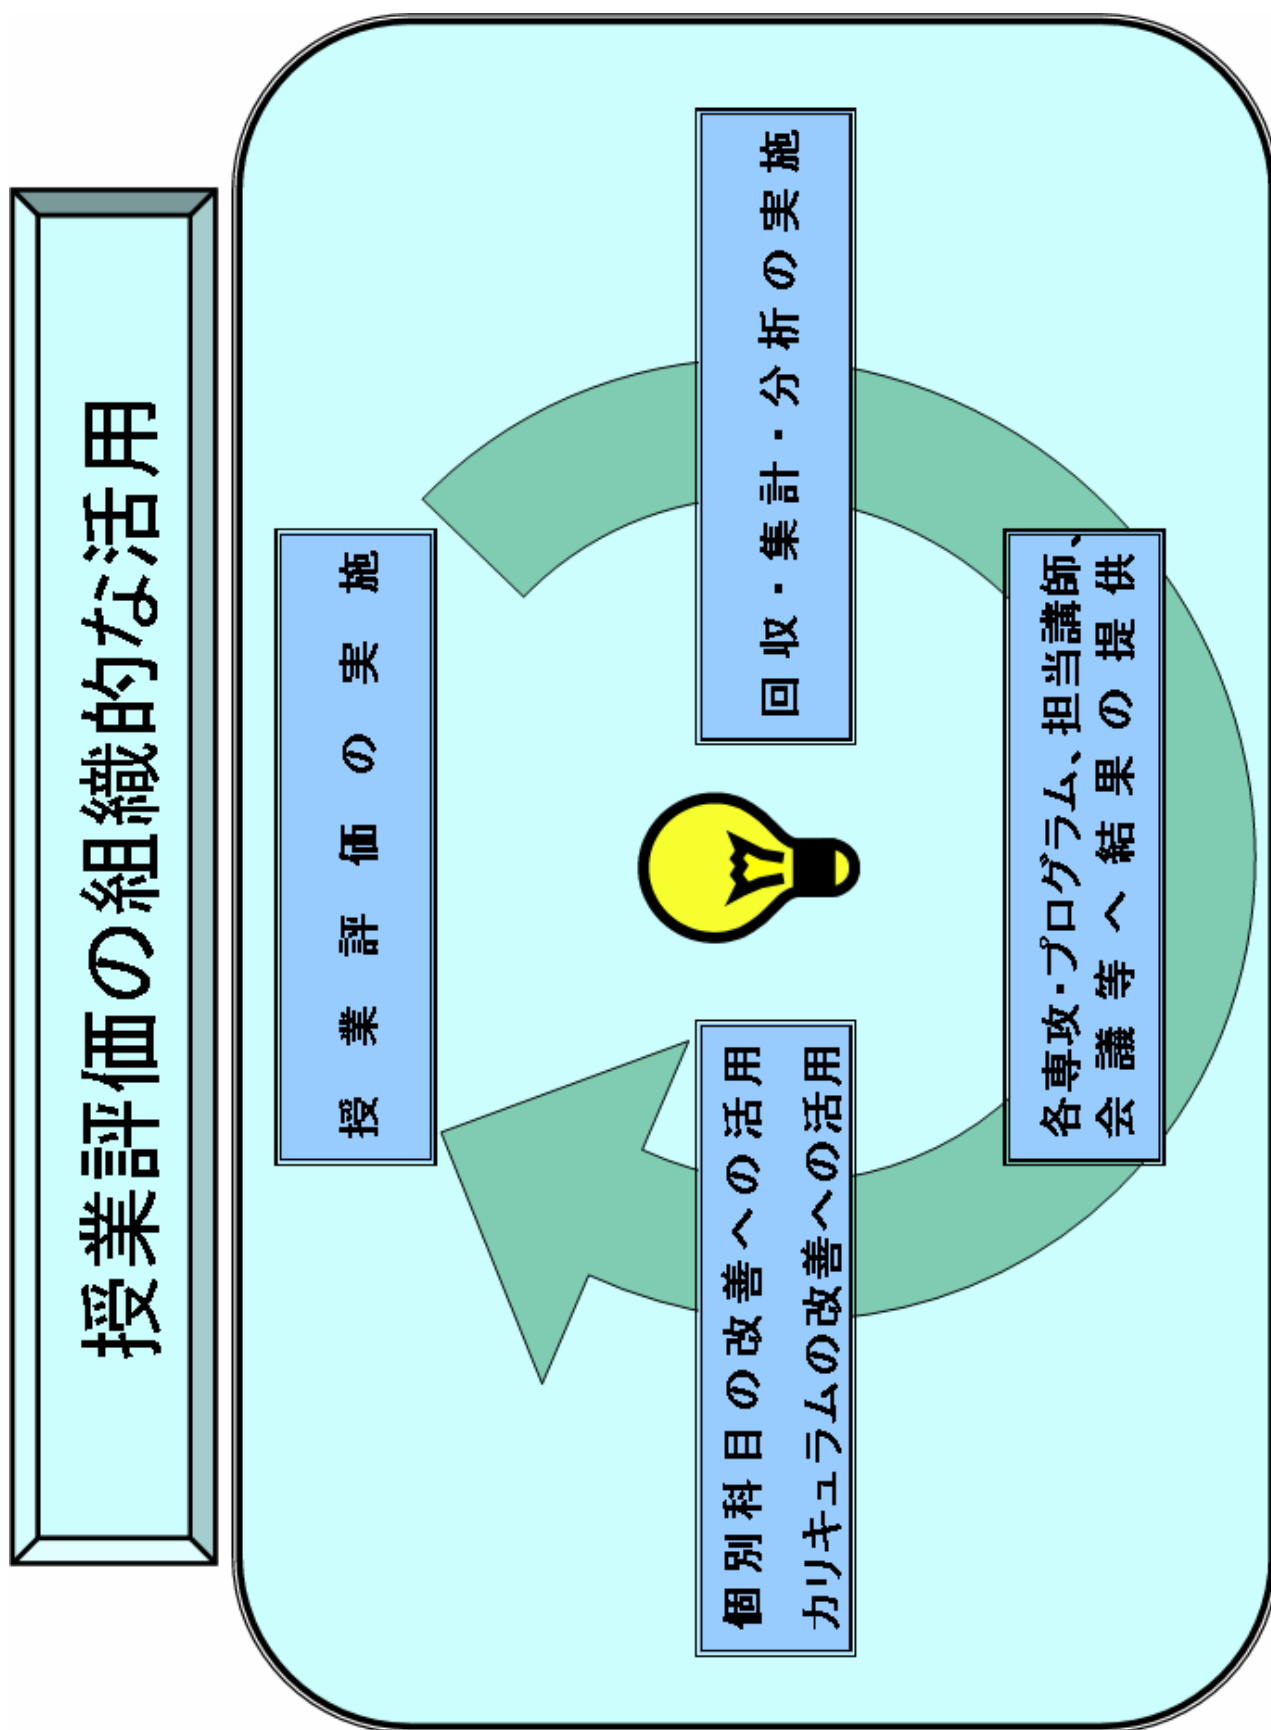 授業評価の組織的な活用
授業評価の実施
回収・集計・分析の実施
各専攻・プログラム、担当講師、
会議等へ結果の提供
個別科目の改善への活用
カリキュラムの改善への活用